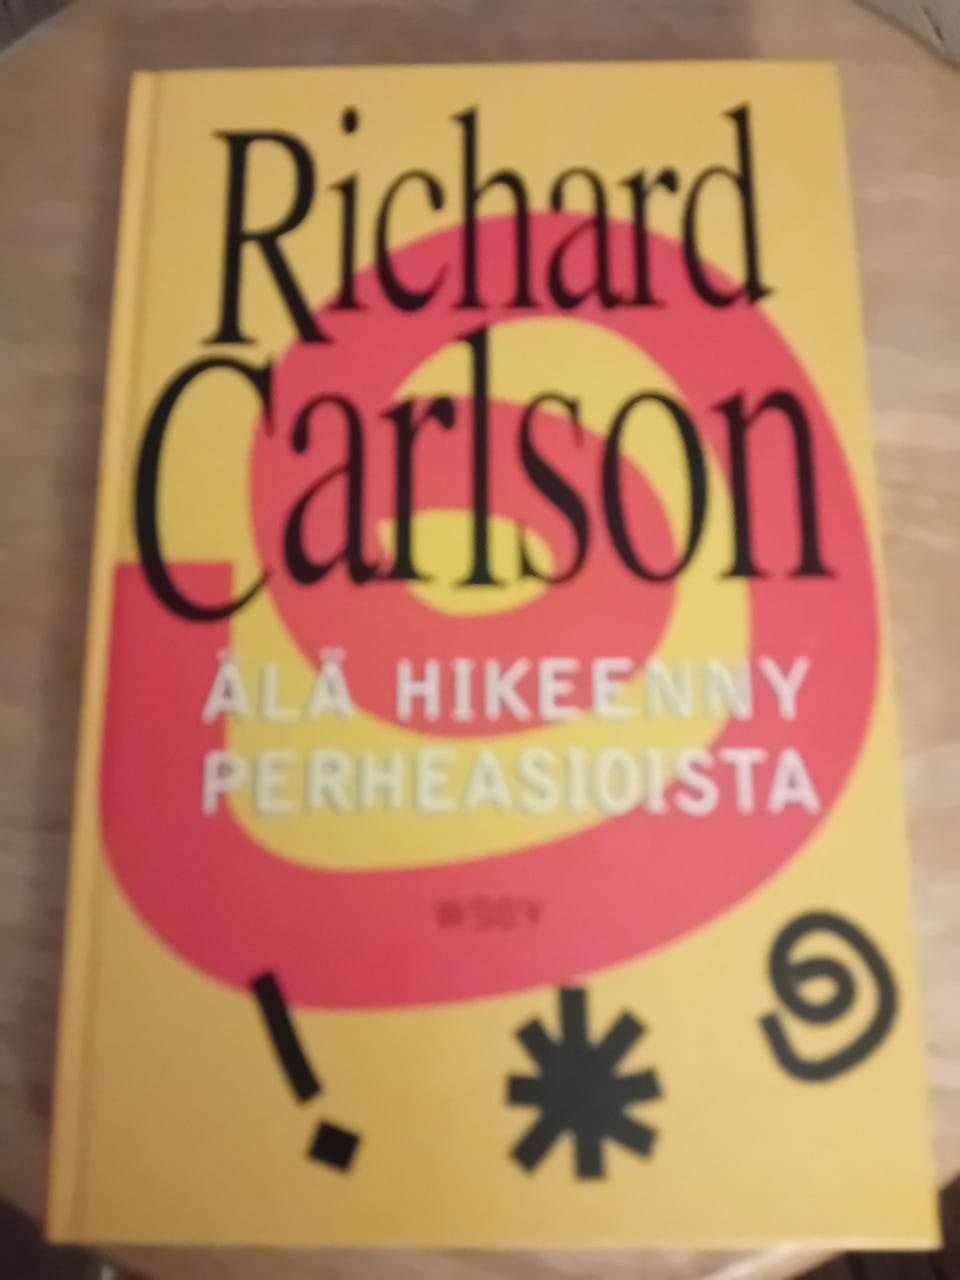 Richard
Carlson
ÄLÄ HIKEENNY
PERHEASIOISTA
WSOY
! *